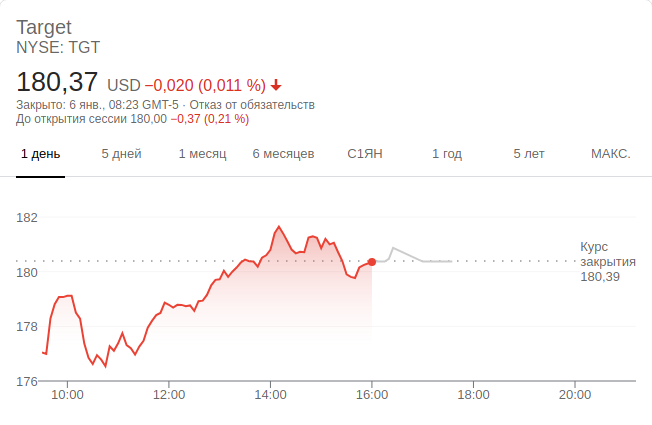 Target
NYSE: TGT
180,37 USD −0,020 (0,011 %)
Закрыто: 6 янв., 08:23 GMT-5 · Отказ от обязательств
До открытия сессии 180,00 −0,37 (0,21 %)
1 день 5 дней 1 месяц 6 месяцев С1ЯН 1 год 5 лет МАКС.
182
Курс
закрытия
180,39
180
178
176
10:00 12:00 14:00 16:00 18:00 20:00